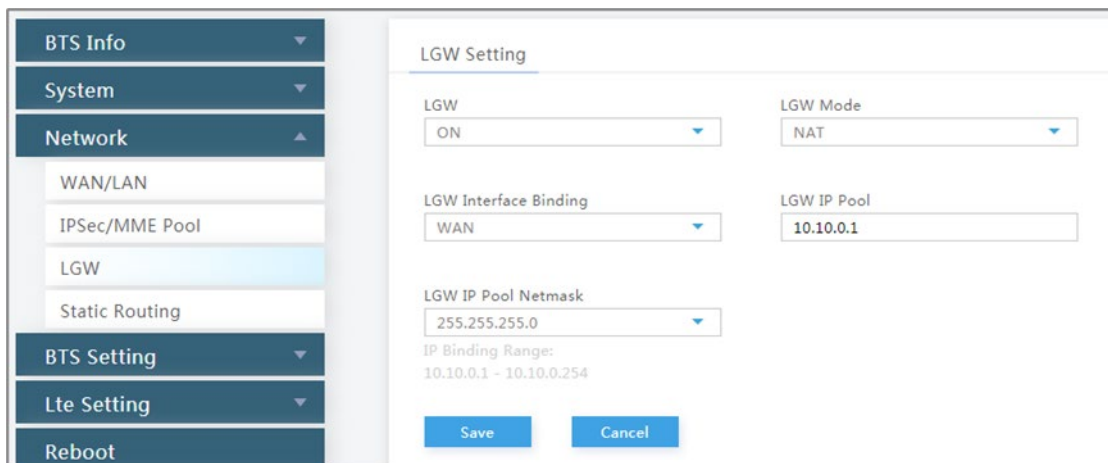 BTS Info
System
Network
WAN/LAN
IPSec/MME Pool
LGW
Static Routing
BTS Setting
Lte Setting
Reboot
LGW Setting
LGW
LGW Mode
ON
NAT
LGW Interface Binding
LGW IP Pool
WAN
10.10.0.1
LGW IP Pool Netmask
255.255.255.0
IP Binding Range:
10.10.0.1 - 10.10.0.254
Save
Cancel